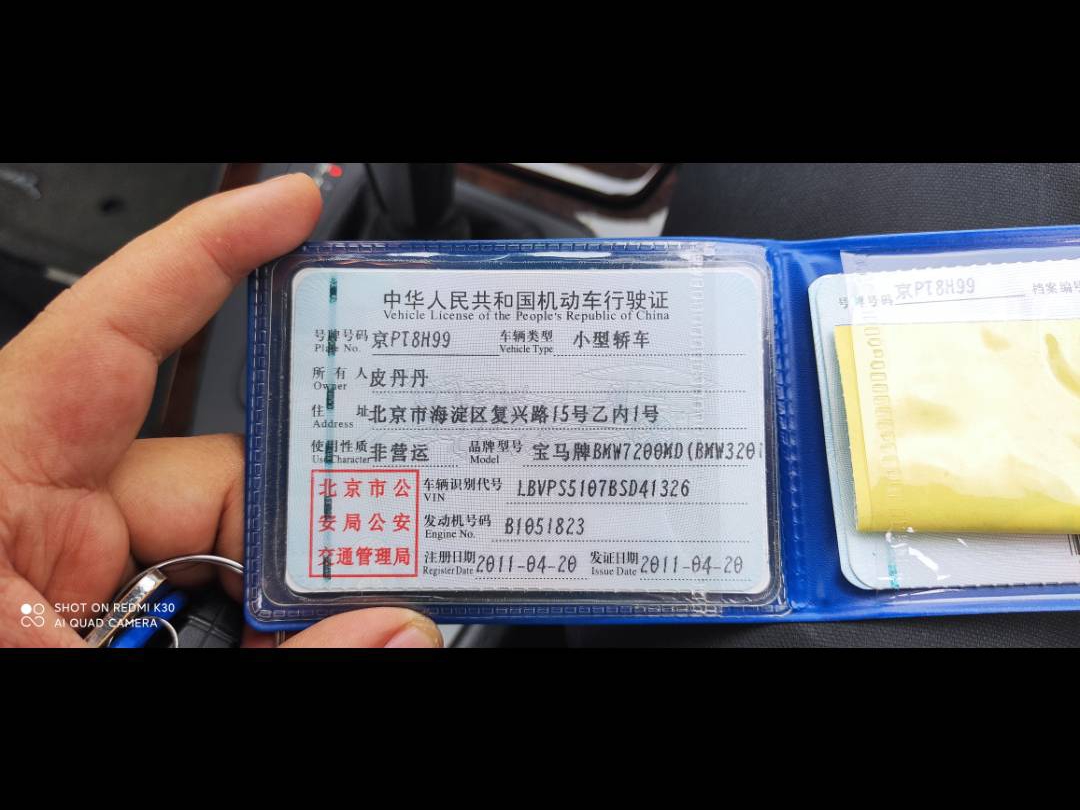 中华人民共和国机动车行驶证
Vehicle License of the People's Republic of China
号牌号码 京PT8H99 车辆类型 小型轿车
Plate No. Vehicle Type
所有人 皮丹丹
Owner
住址 北京市海淀区复兴路15号乙内1号
Address
使用性质 非营运 品牌型号 宝马牌BMW7200MD(BMW320i
Use Character Model
北京市公安局公安交通管理局
车辆识别代号 LBVPS5107BSD41326
VIN
发动机号码 B1051823
Engine No.
注册日期 2011-04-20 发证日期 2011-04-20
Register Date Issue Date
号牌号码 京PT8H99 档案编号
SHOT ON REDMI K30
AI QUAD CAMERA